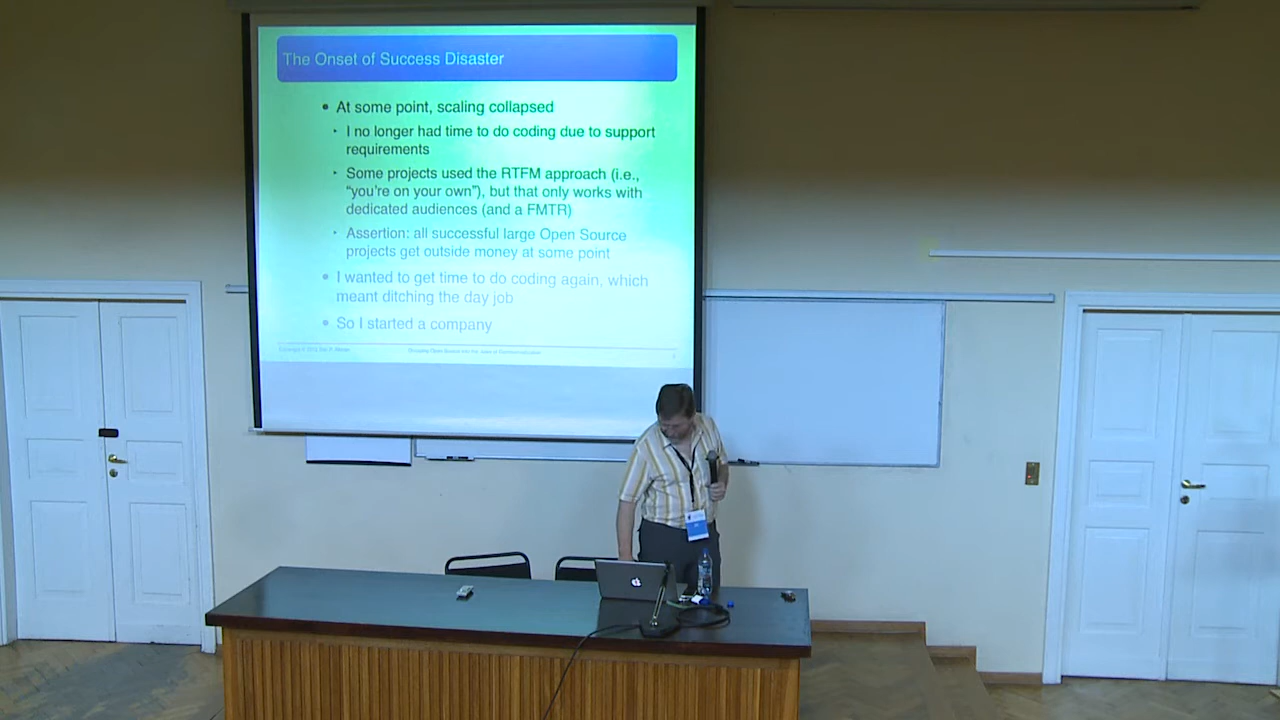 The Onset of Success Disaster
• At some point, scaling collapsed
‣ I no longer had time to do coding due to support
requirements
‣ Some projects used the RTFM approach (i.e.,
“you’re on your own”), but that only works with
dedicated audiences (and a FMTR)
‣ Assertion: all successful large Open Source
projects get outside money at some point
• I wanted to get time to do coding again, which
meant ditching the day job
• So I started a company